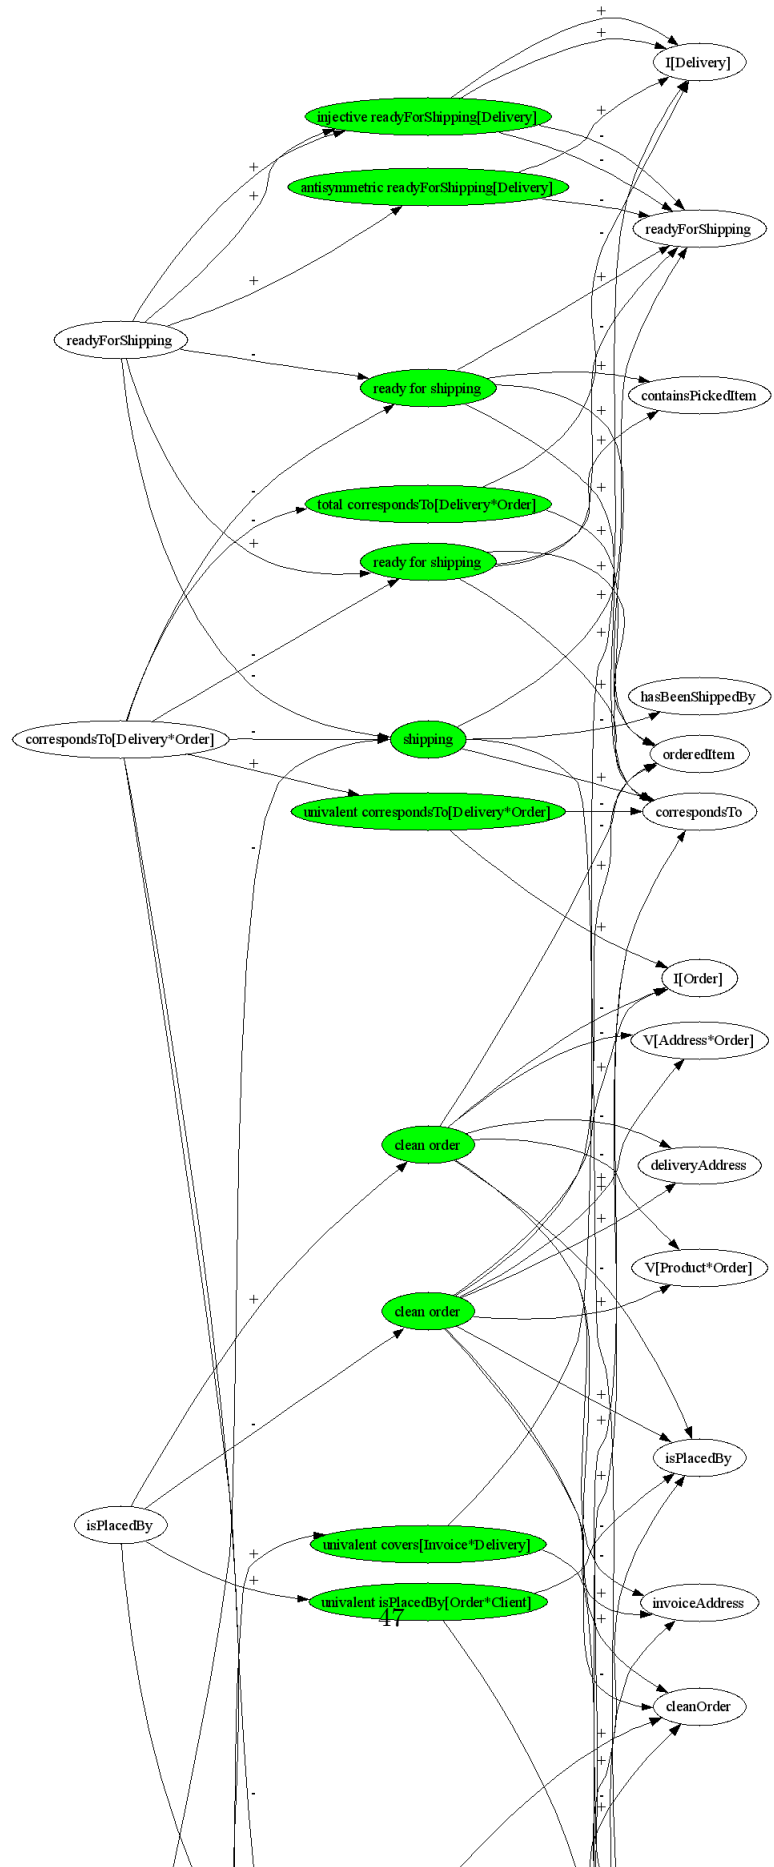 I[Delivery]
injective readyForShipping[Delivery]
antisymmetric readyForShipping[Delivery]
readyForShipping
readyForShipping
ready for shipping
containsPickedItem
total correspondsTo[Delivery*Order]
ready for shipping
hasBeenShippedBy
correspondsTo[Delivery*Order]
shipping
orderedItem
univalent correspondsTo[Delivery*Order]
correspondsTo
I[Order]
V[Address*Order]
clean order
deliveryAddress
V[Product*Order]
clean order
isPlacedBy
isPlacedBy
univalent covers[Invoice*Delivery]
univalent isPlacedBy[Order*Client]
invoiceAddress
47
cleanOrder